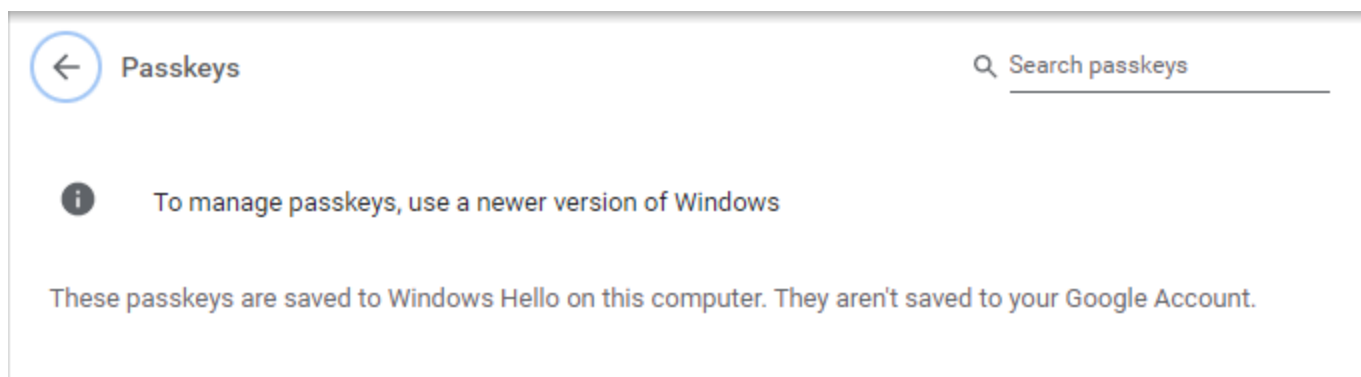 Passkeys
Search passkeys
To manage passkeys, use a newer version of Windows
These passkeys are saved to Windows Hello on this computer. They aren't saved to your Google Account.